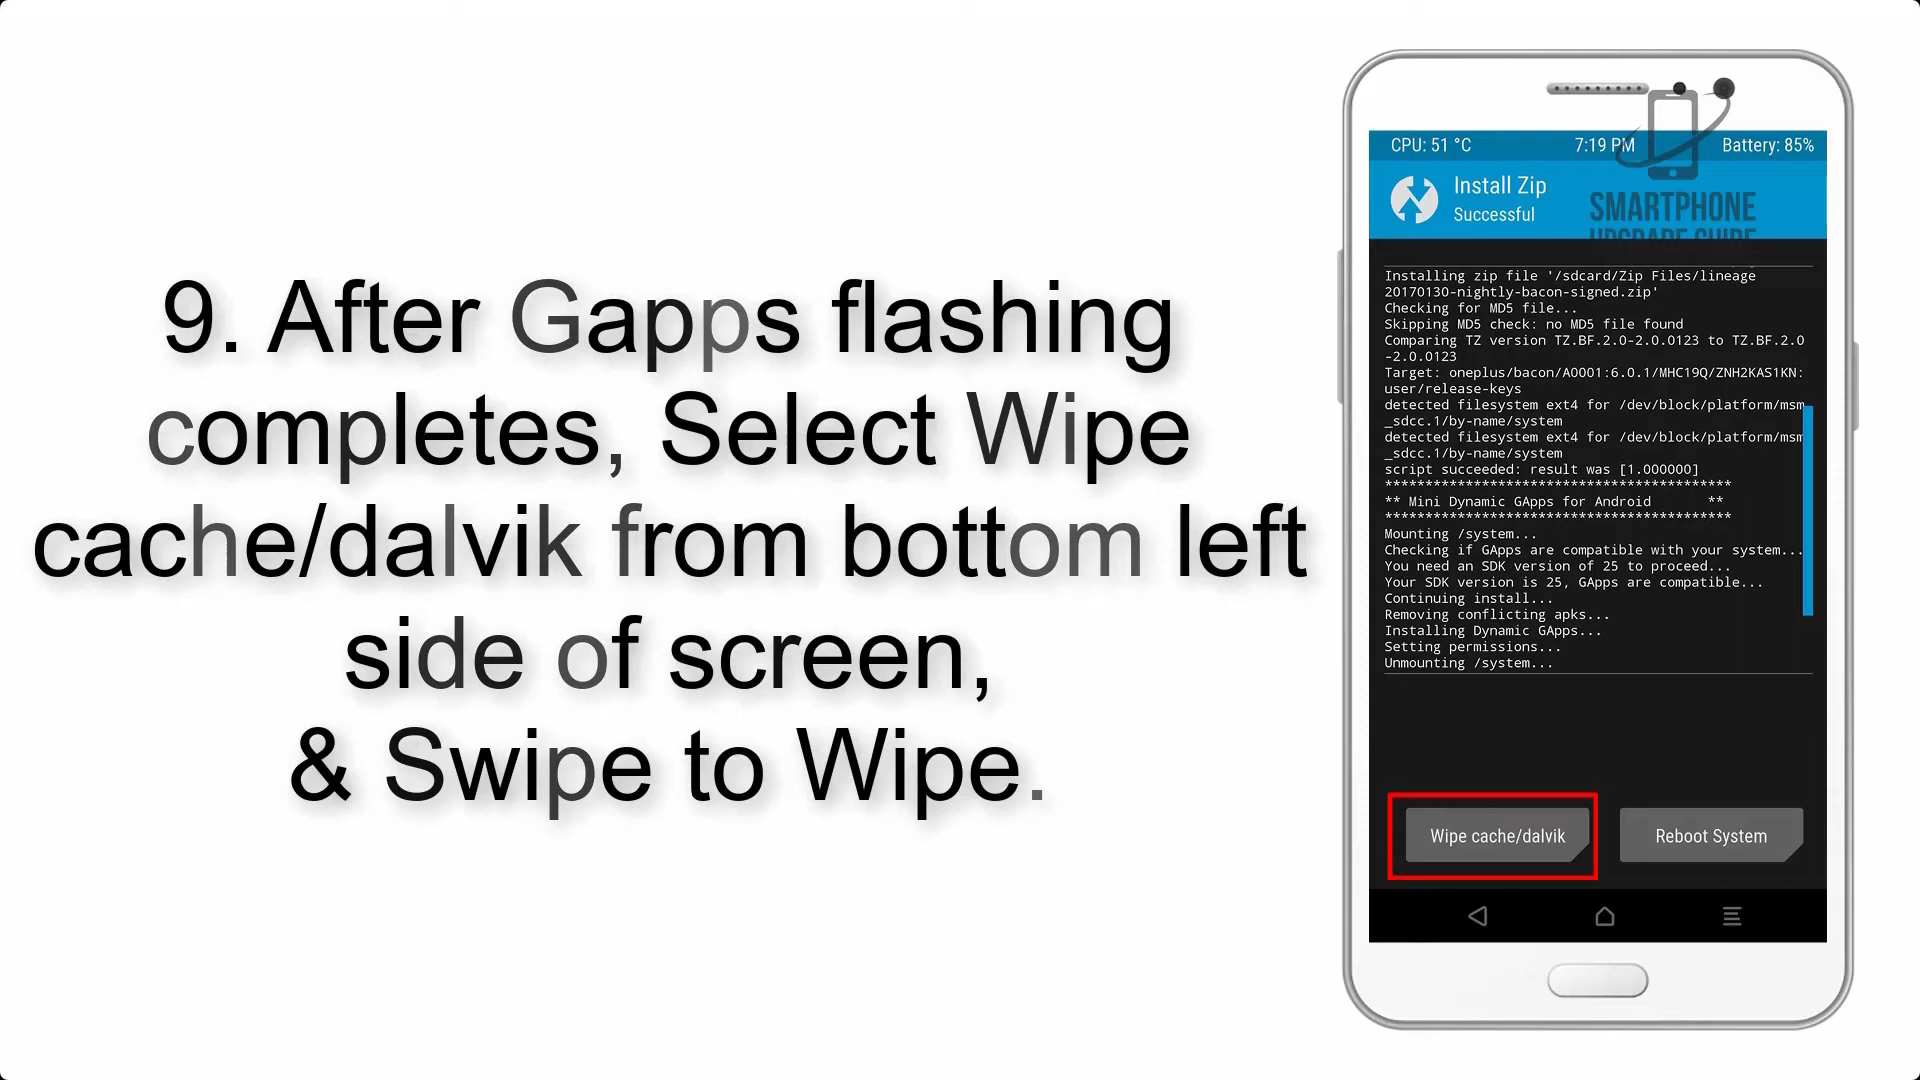 9. After Gapps flashing
completes, Select Wipe
cache/dalvik from bottom left
side of screen,
& Swipe to Wipe.
CPU: 51 °C 7:19 PM Battery: 85%
Install Zip
Successful
SMARTPHONE
UPGRADE GUIDE
Installing zip file '/sdcard/Zip Files/lineage
20170130-nightly-bacon-signed.zip'
Checking for MD5 file...
Skipping MD5 check: no MD5 file found
Comparing TZ version TZ.BF.2.0-2.0.0123 to TZ.BF.2.0
-2.0.0123
Target: oneplus/bacon/A0001:6.0.1/MHC19Q/ZNH2KAS1KN:
user/release-keys
detected filesystem ext4 for /dev/block/platform/msm
_sdcc.1/by-name/system
detected filesystem ext4 for /dev/block/platform/msm
_sdcc.1/by-name/system
script succeeded: result was [1.000000]
******************************************
** Mini Dynamic GApps for Android **
******************************************
Mounting /system...
Checking if GApps are compatible with your system...
You need an SDK version of 25 to proceed...
Your SDK version is 25, GApps are compatible...
Continuing install...
Removing conflicting apks...
Installing Dynamic GApps...
Setting permissions...
Unmounting /system...
Wipe cache/dalvik Reboot System